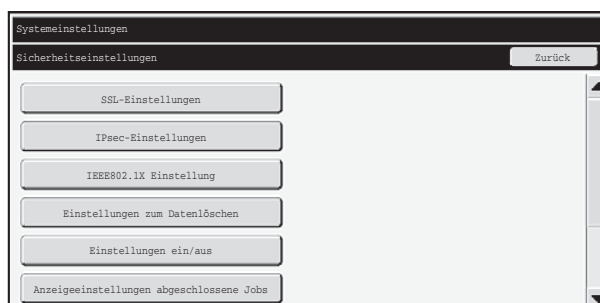 Systemeinstellungen
Sicherheitseinstellungen
Zurück
SSL-Einstellungen
IPsec-Einstellungen
IEEE802.1X Einstellung
Einstellungen zum Datenlöschen
Einstellungen ein/aus
Anzeigeeinstellungen abgeschlossene Jobs